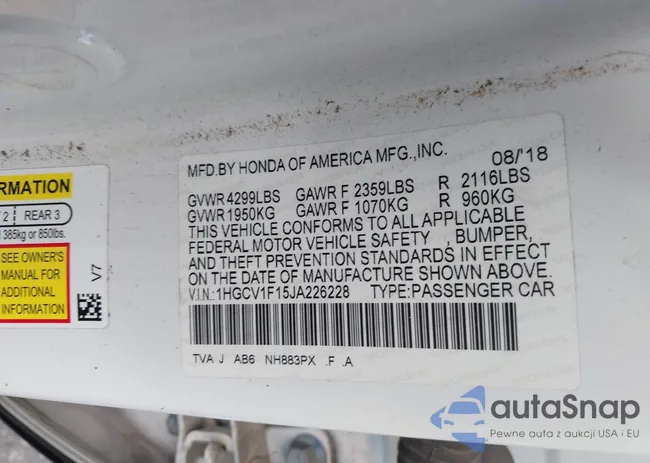 MFD.BY HONDA OF AMERICA MFG.,INC. 08/'18
GVWR 4299LBS GAWR F 2359LBS R 2116LBS
GVWR 1950KG GAWR F 1070KG R 960KG
THIS VEHICLE CONFORMS TO ALL APPLICABLE
FEDERAL MOTOR VEHICLE SAFETY , BUMPER,
AND THEFT PREVENTION STANDARDS IN EFFECT
ON THE DATE OF MANUFACTURE SHOWN ABOVE.
V.I.N.:1HGCV1F15JA226228 TYPE:PASSENGER CAR
TVA J AB6 NH883PX .F .A
RMATION
2 REAR 3
385kg or 850lbs.
SEE OWNER'S
MANUAL FOR
ADDITIONAL
INFORMATION
V7
autaSnap
Pewne auta z aukcji USA i EU